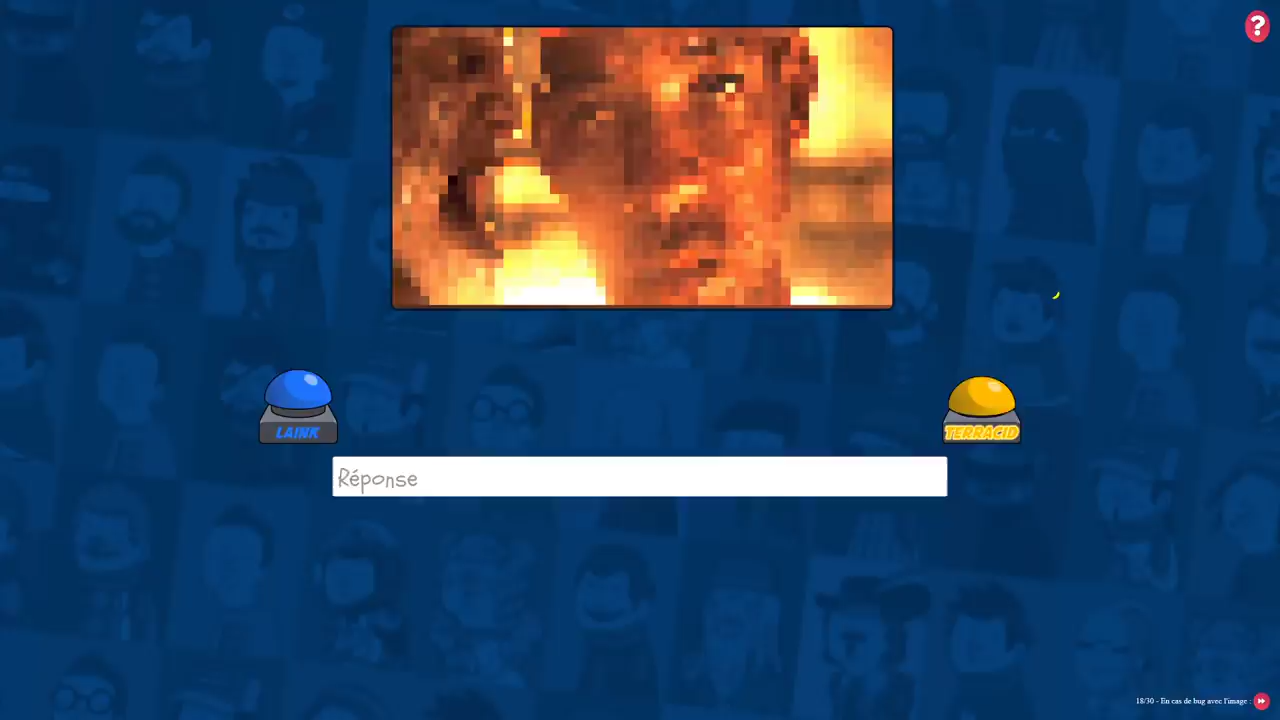 ?
LAINK
TERRACID
Réponse
18/30 - En cas de bug avec l'image :